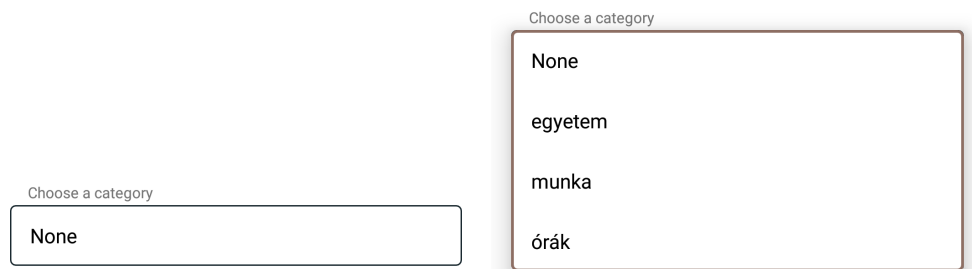 Choose a category
None
Choose a category
None
egyetem
munka
órák